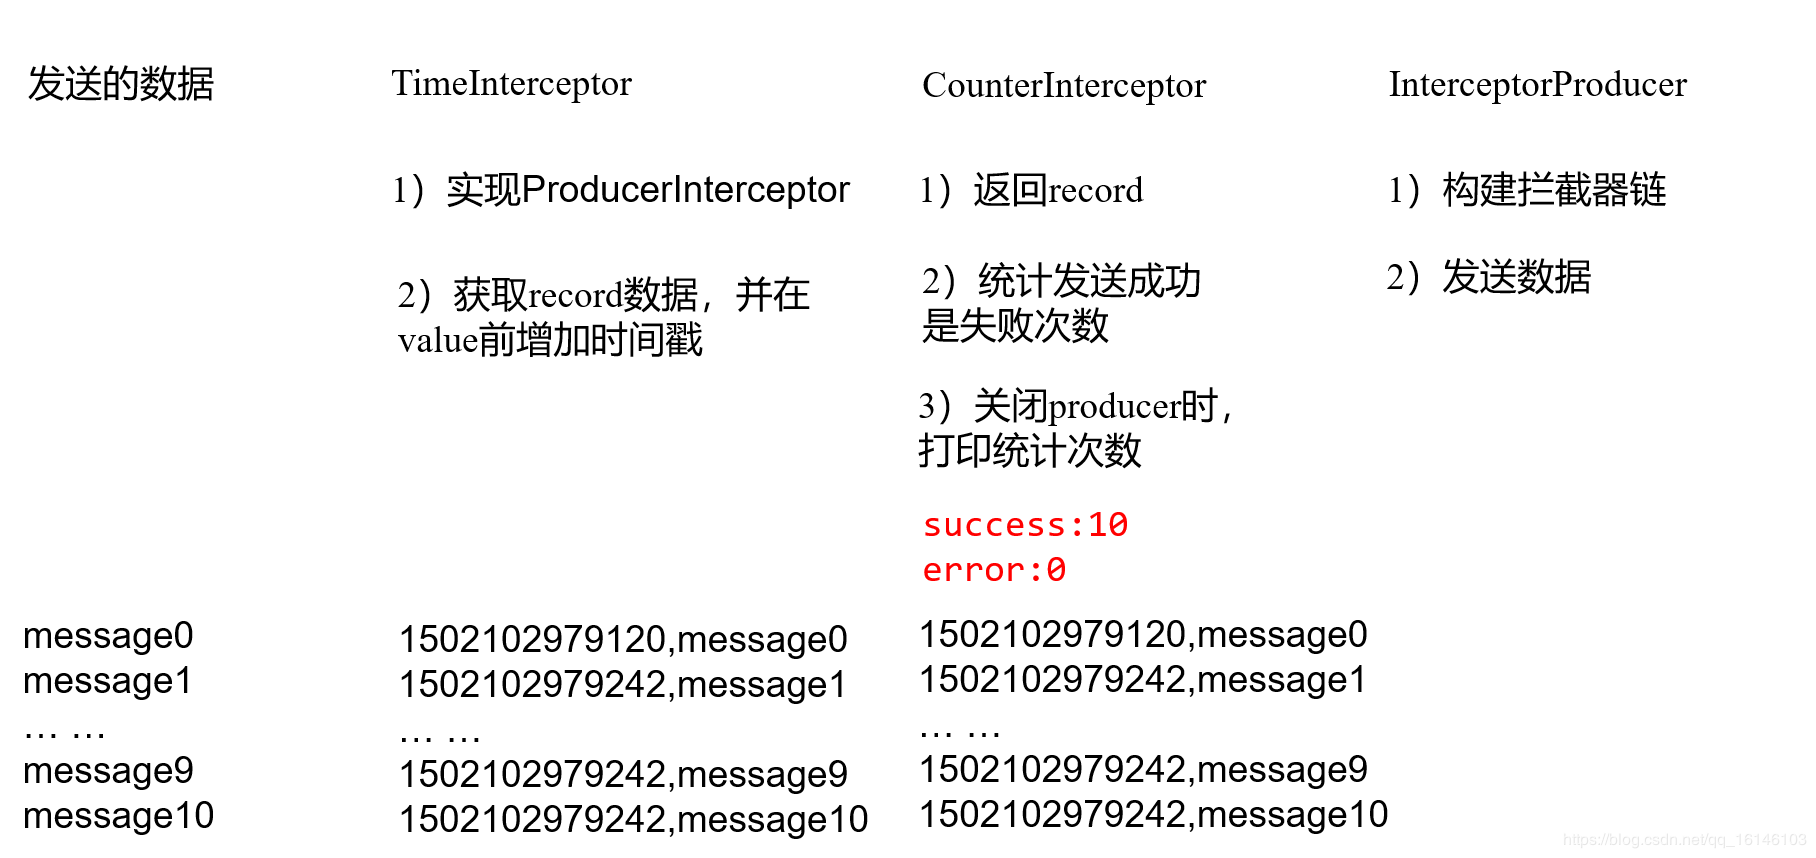 发送的数据
TimeInterceptor
CounterInterceptor
InterceptorProducer
1）实现ProducerInterceptor
2）获取record数据，并在
value前增加时间戳
1）返回record
2）统计发送成功
是失败次数
3）关闭producer时，
打印统计次数
success:10
error:0
1）构建拦截器链
2）发送数据
message0
message1
… …
message9
message10
1502102979120,message0
1502102979242,message1
… …
1502102979242,message9
1502102979242,message10
1502102979120,message0
1502102979242,message1
… …
1502102979242,message9
1502102979242,message10
https://blog.csdn.net/qq_16146103